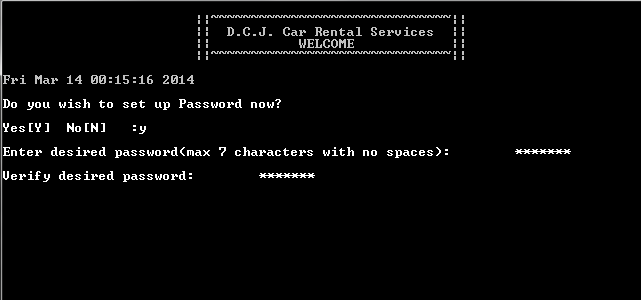 ||~~~~~~~~~~~~~~~~~~~~~~~~~~~~~~||
|| D.C.J. Car Rental Services ||
|| WELCOME ||
||~~~~~~~~~~~~~~~~~~~~~~~~~~~~~~||
Fri Mar 14 00:15:16 2014
Do you wish to set up Password now?
Yes[Y] No[N] :y
Enter desired password(max 7 characters with no spaces): *******
Verify desired password: *******